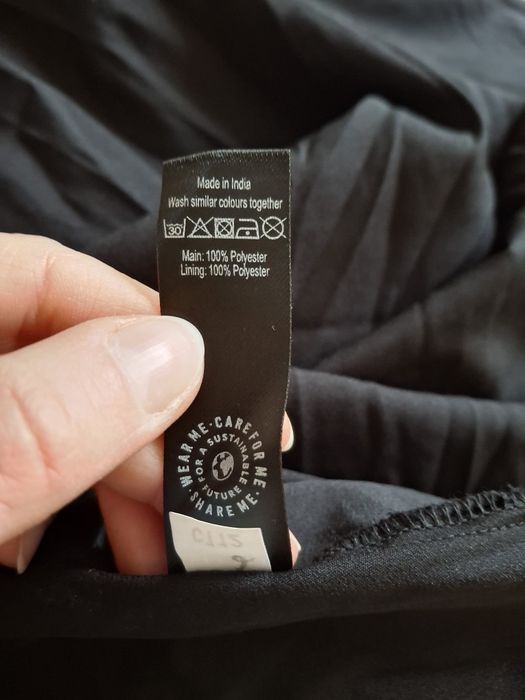 Made in India
Wash similar colours together
30
Main: 100% Polyester
Lining: 100% Polyester
WEAR ME · CARE FOR ME · SHARE ME ·
FOR A SUSTAINABLE FUTURE